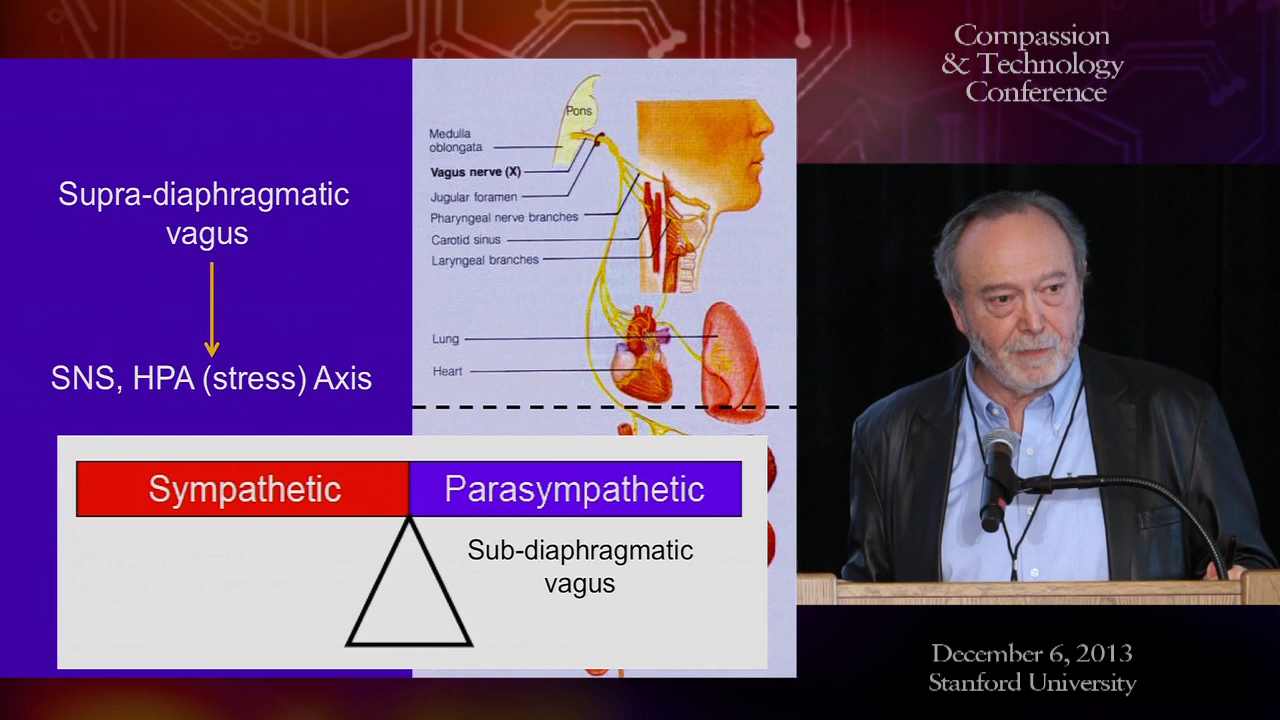 Compassion
& Technology
Conference
Supra-diaphragmatic
vagus
SNS, HPA (stress) Axis
Pons
Medulla
oblongata
Vagus nerve (X)
Jugular foramen
Pharyngeal nerve branches
Carotid sinus
Laryngeal branches
Lung
Heart
Sympathetic
Parasympathetic
Sub-diaphragmatic
vagus
December 6, 2013
Stanford University